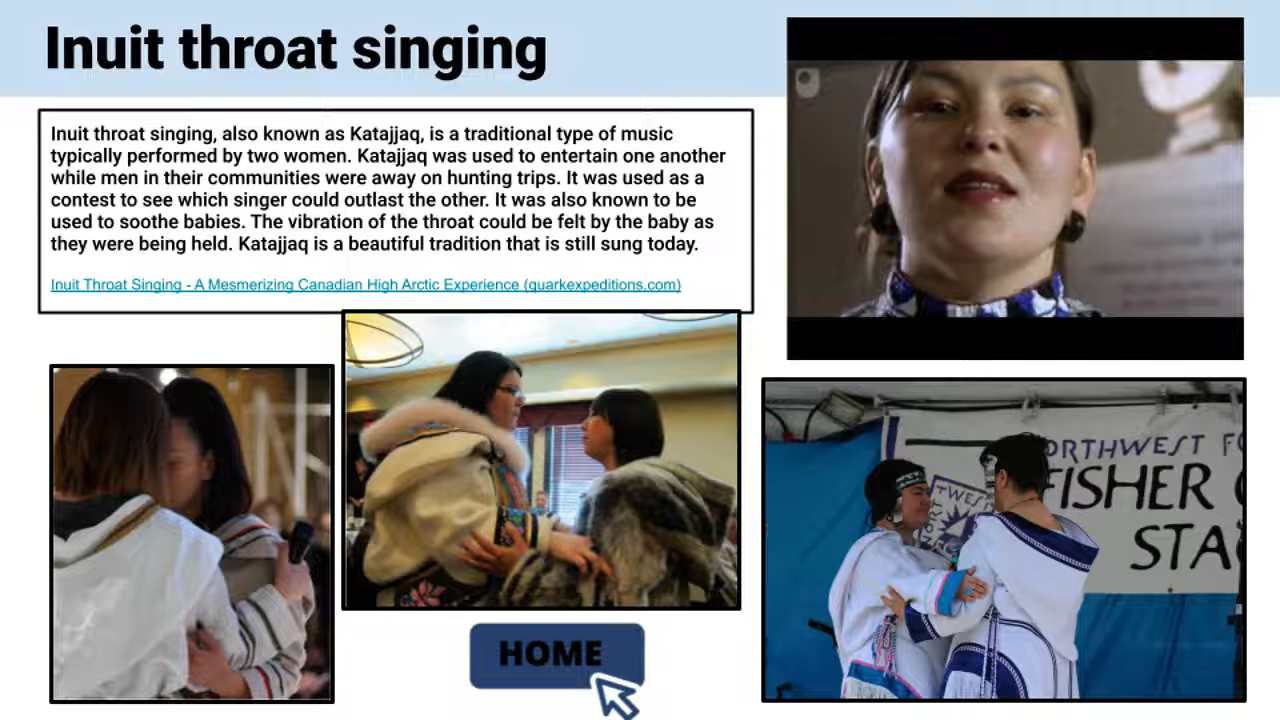 Inuit throat singing
Inuit throat singing, also known as Katajjaq, is a traditional type of music
typically performed by two women. Katajjaq was used to entertain one another
while men in their communities were away on hunting trips. It was used as a
contest to see which singer could outlast the other. It was also known to be
used to soothe babies. The vibration of the throat could be felt by the baby as
they were being held. Katajjaq is a beautiful tradition that is still sung today.
Inuit Throat Singing - A Mesmerizing Canadian High Arctic Experience (quarkexpeditions.com)
ORTHWEST FO
FISHER
STA
HOME